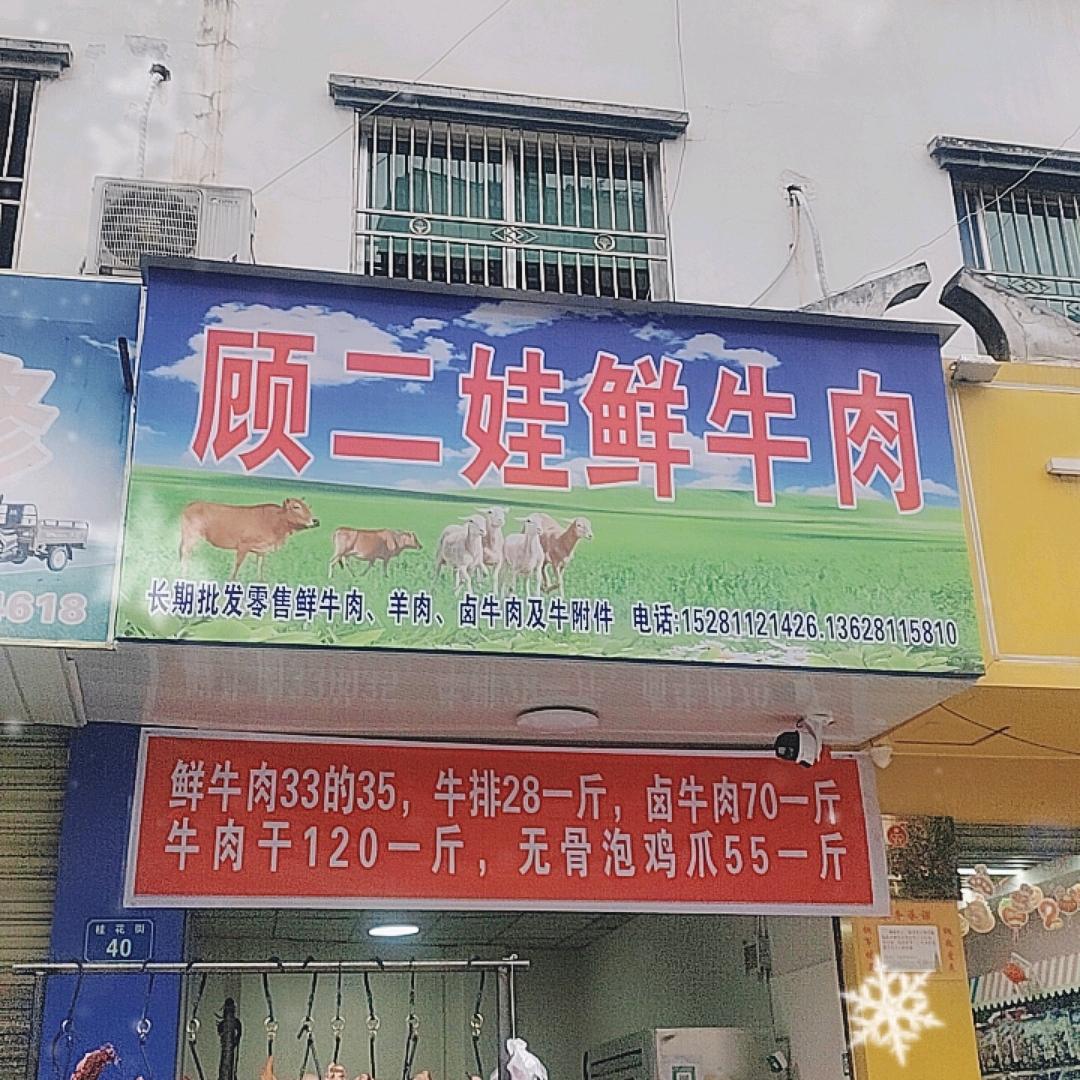 顾二娃鲜牛肉
长期批发零售鲜牛肉、羊肉、卤牛肉及牛附件 电话:15281121426.13628115810
修
4618
鲜牛肉33的35，牛排28一斤，卤牛肉70一斤
牛肉干120一斤，无骨泡鸡爪55一斤
桂花街
40